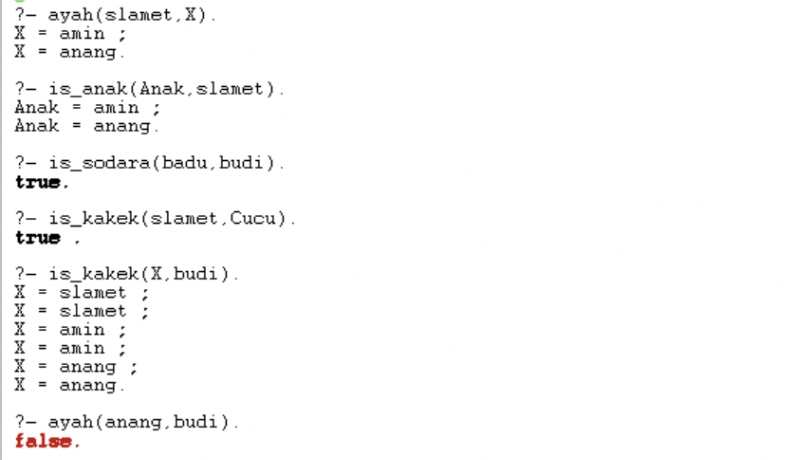 ?- ayah(slamet,X).
X = amin ;
X = anang.
?- is_anak(Anak,slamet).
Anak = amin ;
Anak = anang.
?- is_sodara(badu,budi).
true.
?- is_kakek(slamet,Cucu).
true .
?- is_kakek(X,budi).
X = slamet ;
X = slamet ;
X = amin ;
X = amin ;
X = anang ;
X = anang.
?- ayah(anang,budi).
false.